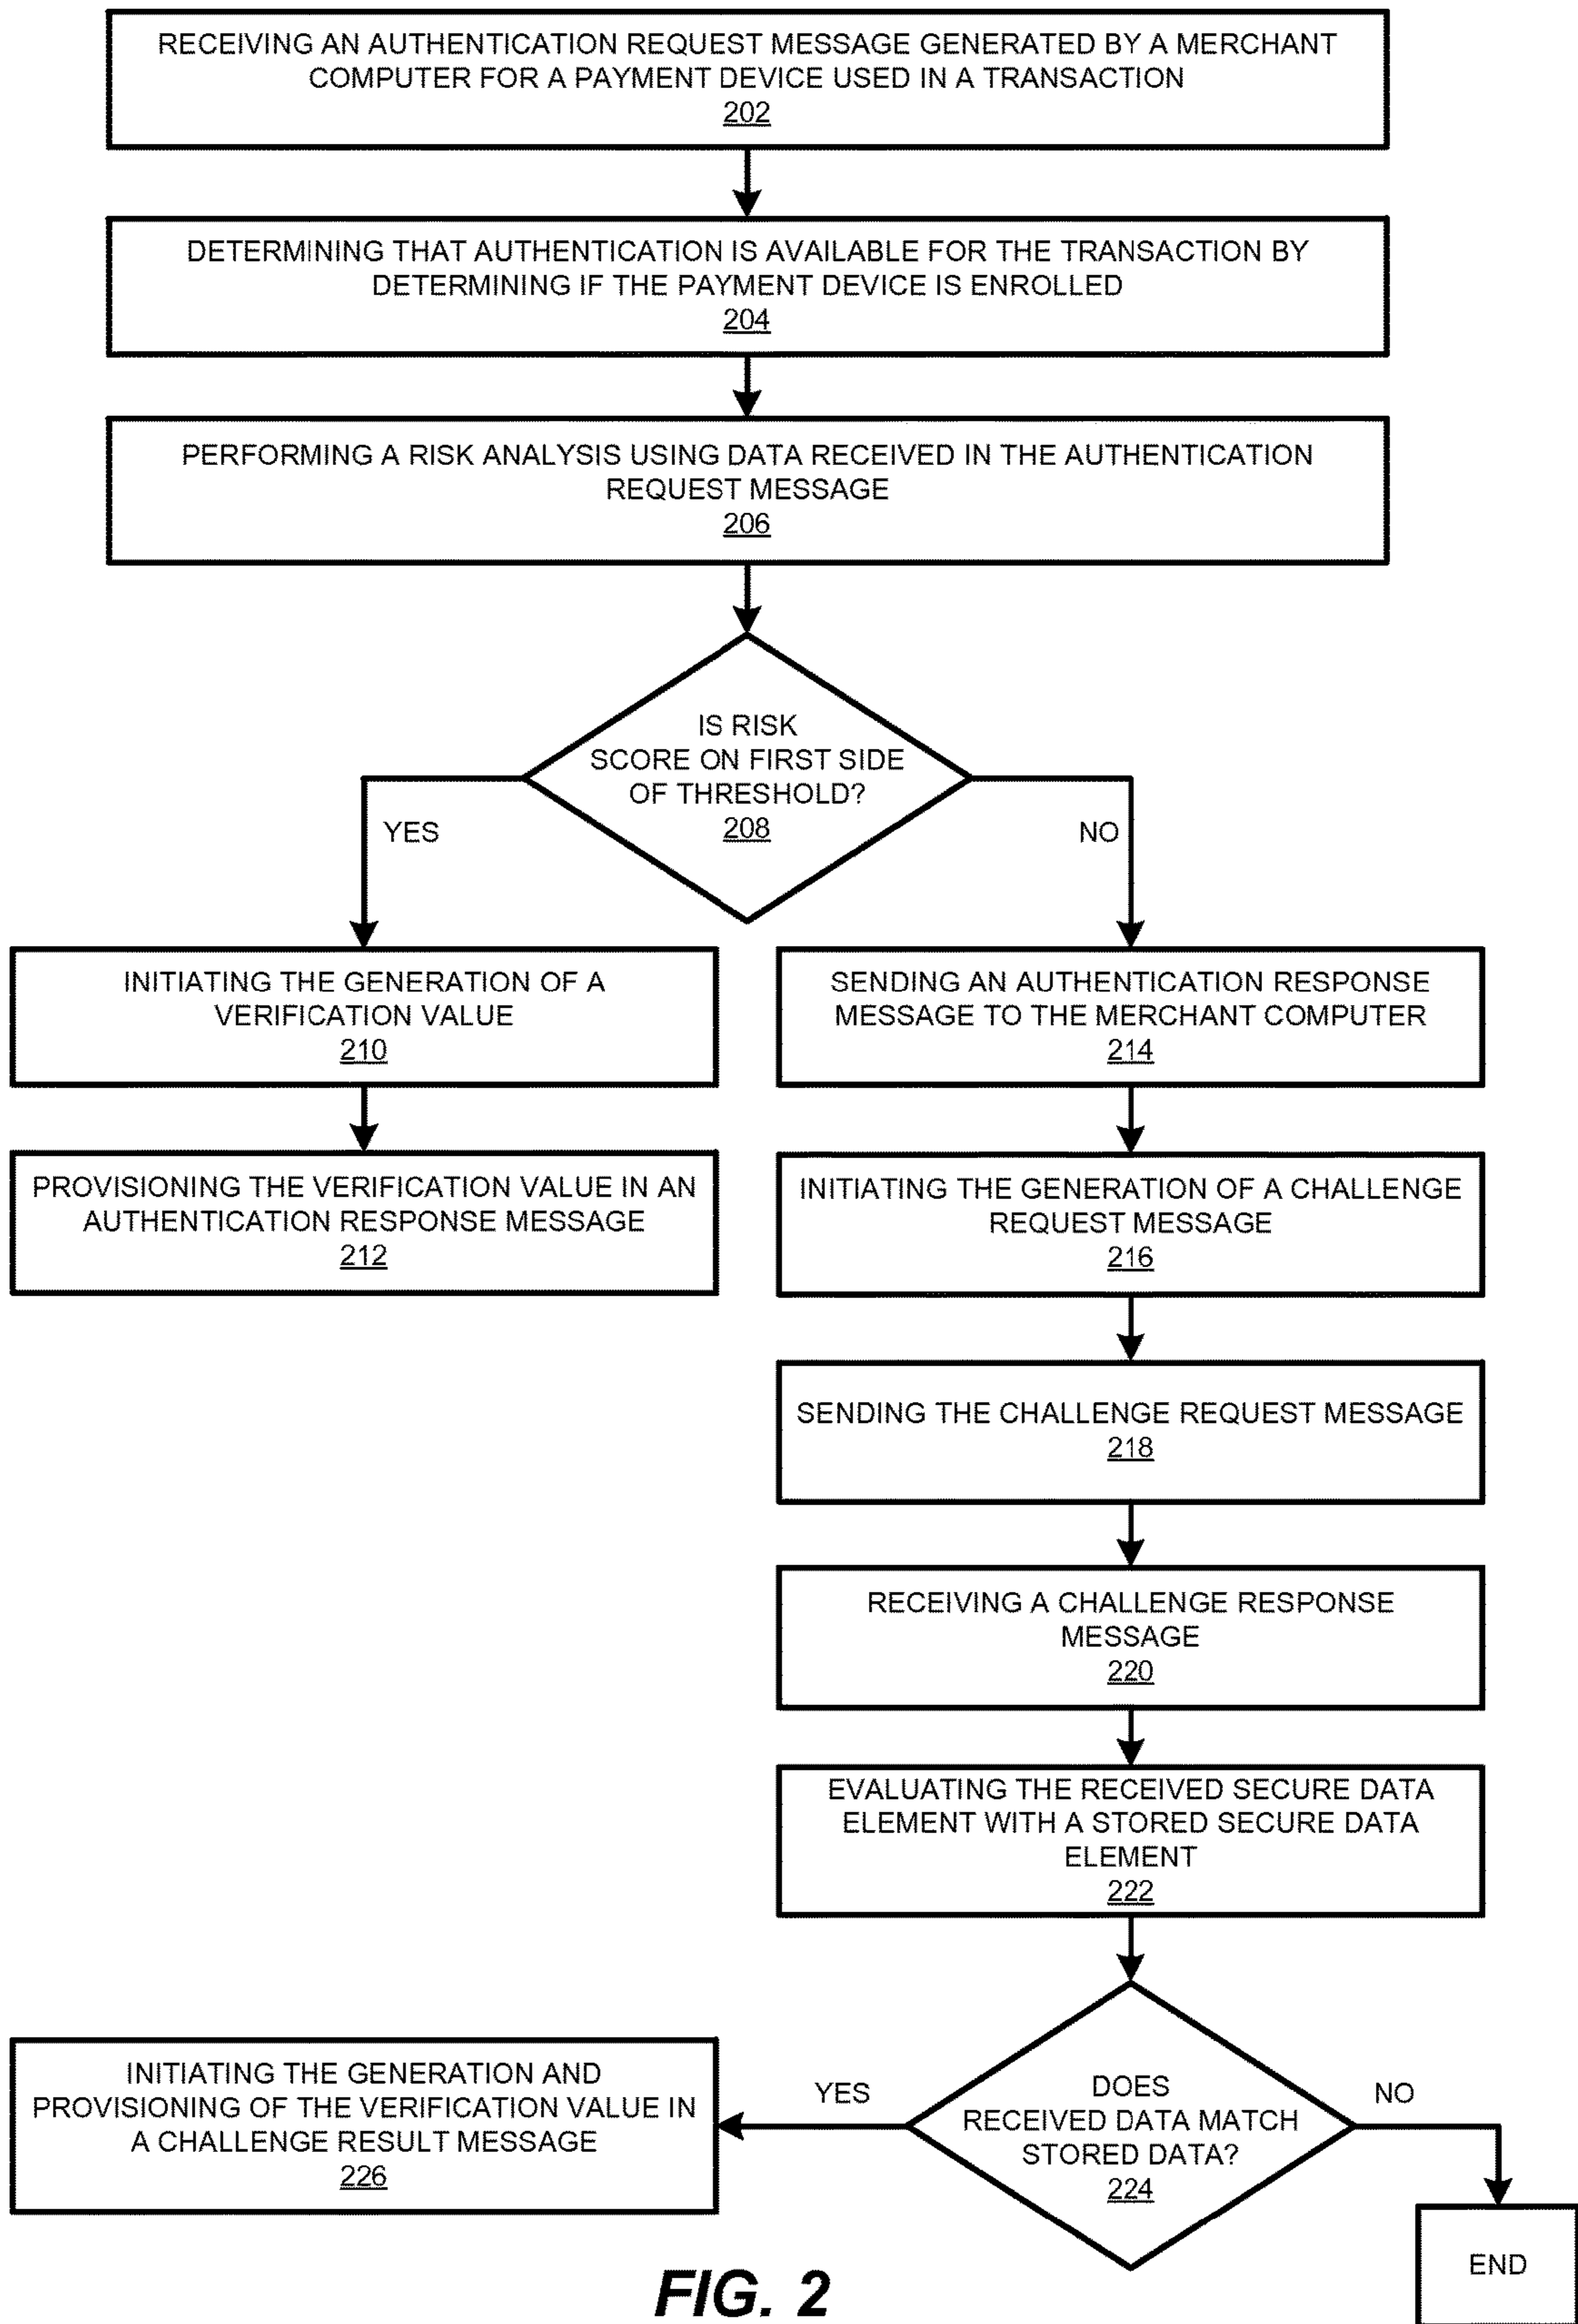 RECEIVING AN AUTHENTICATION REQUEST MESSAGE GENERATED BY A MERCHANT
COMPUTER FOR A PAYMENT DEVICE USED IN A TRANSACTION
202
DETERMINING THAT AUTHENTICATION IS AVAILABLE FOR THE TRANSACTION BY
DETERMINING IF THE PAYMENT DEVICE IS ENROLLED
204
PERFORMING A RISK ANALYSIS USING DATA RECEIVED IN THE AUTHENTICATION
REQUEST MESSAGE
206
IS RISK
SCORE ON FIRST SIDE
OF THRESHOLD?
208
YES
NO
INITIATING THE GENERATION OF A
VERIFICATION VALUE
210
PROVISIONING THE VERIFICATION VALUE IN AN
AUTHENTICATION RESPONSE MESSAGE
212
SENDING AN AUTHENTICATION RESPONSE
MESSAGE TO THE MERCHANT COMPUTER
214
INITIATING THE GENERATION OF A CHALLENGE
REQUEST MESSAGE
216
SENDING THE CHALLENGE REQUEST MESSAGE
218
RECEIVING A CHALLENGE RESPONSE
MESSAGE
220
EVALUATING THE RECEIVED SECURE DATA
ELEMENT WITH A STORED SECURE DATA
ELEMENT
222
DOES
RECEIVED DATA MATCH
STORED DATA?
224
YES
NO
INITIATING THE GENERATION AND
PROVISIONING OF THE VERIFICATION VALUE IN
A CHALLENGE RESULT MESSAGE
226
END
FIG. 2